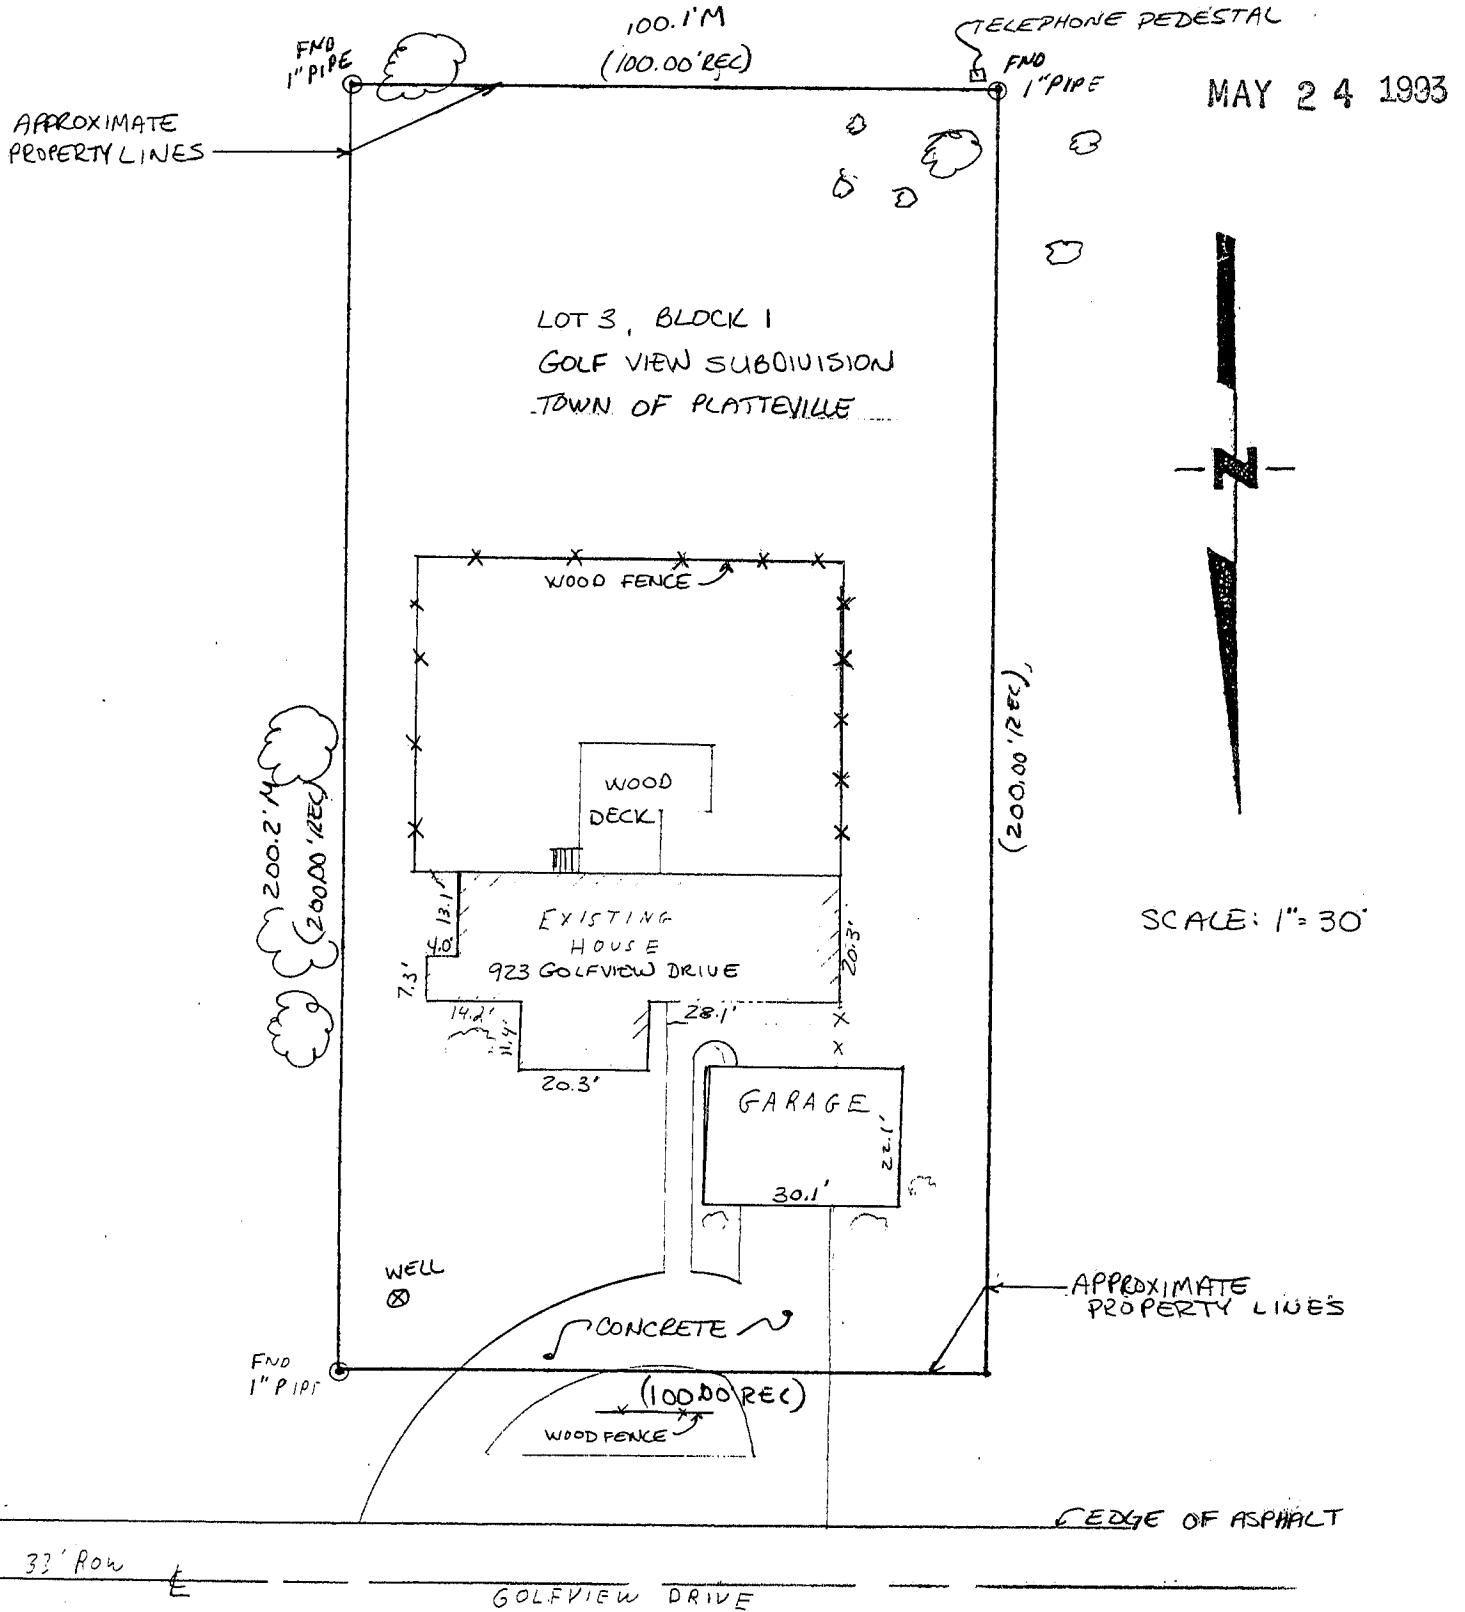 100.1'M
(100.00'REC)
TELEPHONE PEDESTAL
FND
1" PIPE
FND
1" PIPE
MAY 24 1993
APPROXIMATE
PROPERTY LINES
LOT 3, BLOCK 1
GOLF VIEW SUBDIVISION
TOWN OF PLATTEVILLE
N
WOOD FENCE
(200.00'REC)
200.2'M
(200.00'REC)
WOOD
DECK
SCALE: 1"=30'
13.1'
4.0'
7.3'
EXISTING
HOUSE
923 GOLFVIEW DRIVE
20.3'
14.2'
11.4'
28.1'
20.3'
GARAGE
22.1'
30.1'
WELL
APPROXIMATE
PROPERTY LINES
CONCRETE
FND
1" PIPE
(100.00'REC)
WOOD FENCE
EDGE OF ASPHALT
33' ROW
℄
GOLFVIEW DRIVE